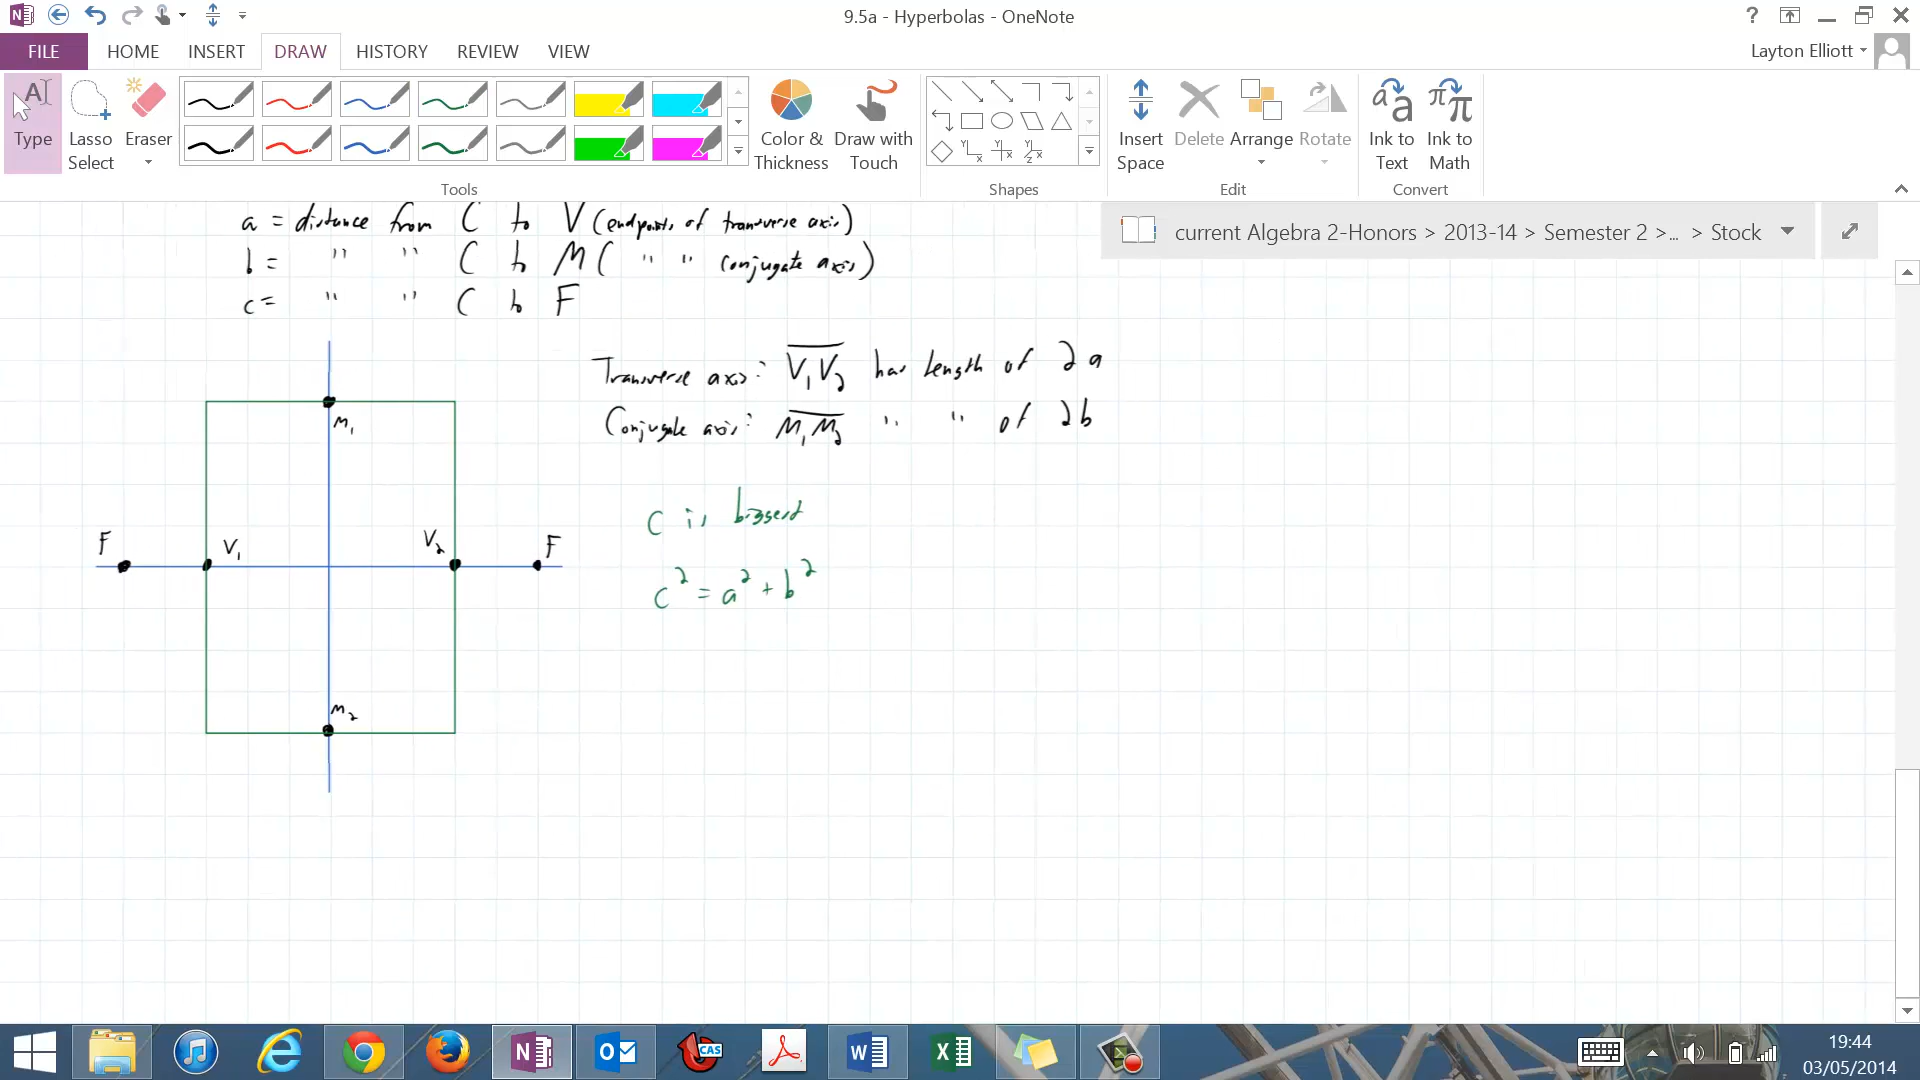 9.5a - Hyperbolas - OneNote
?
FILE HOME INSERT DRAW HISTORY REVIEW VIEW
Layton Elliott
Type
Lasso Select
Eraser
Color & Thickness
Draw with Touch
Insert Space
Delete
Arrange
Rotate
Ink to Text
Ink to Math
Tools
Shapes
Edit
Convert
current Algebra 2-Honors > 2013-14 > Semester 2 >... > Stock
a = distance from C to V (endpoints of transverse axis)
b = " " C to M ( " " conjugate axis)
c = " " C to F
Transverse axis: V₁V₂ has length of 2a
Conjugate axis: M₁M₂ " " of 2b
M₁
c is biggest
F V₁ V₂ F
c² = a² + b²
M₂
19:44
03/05/2014